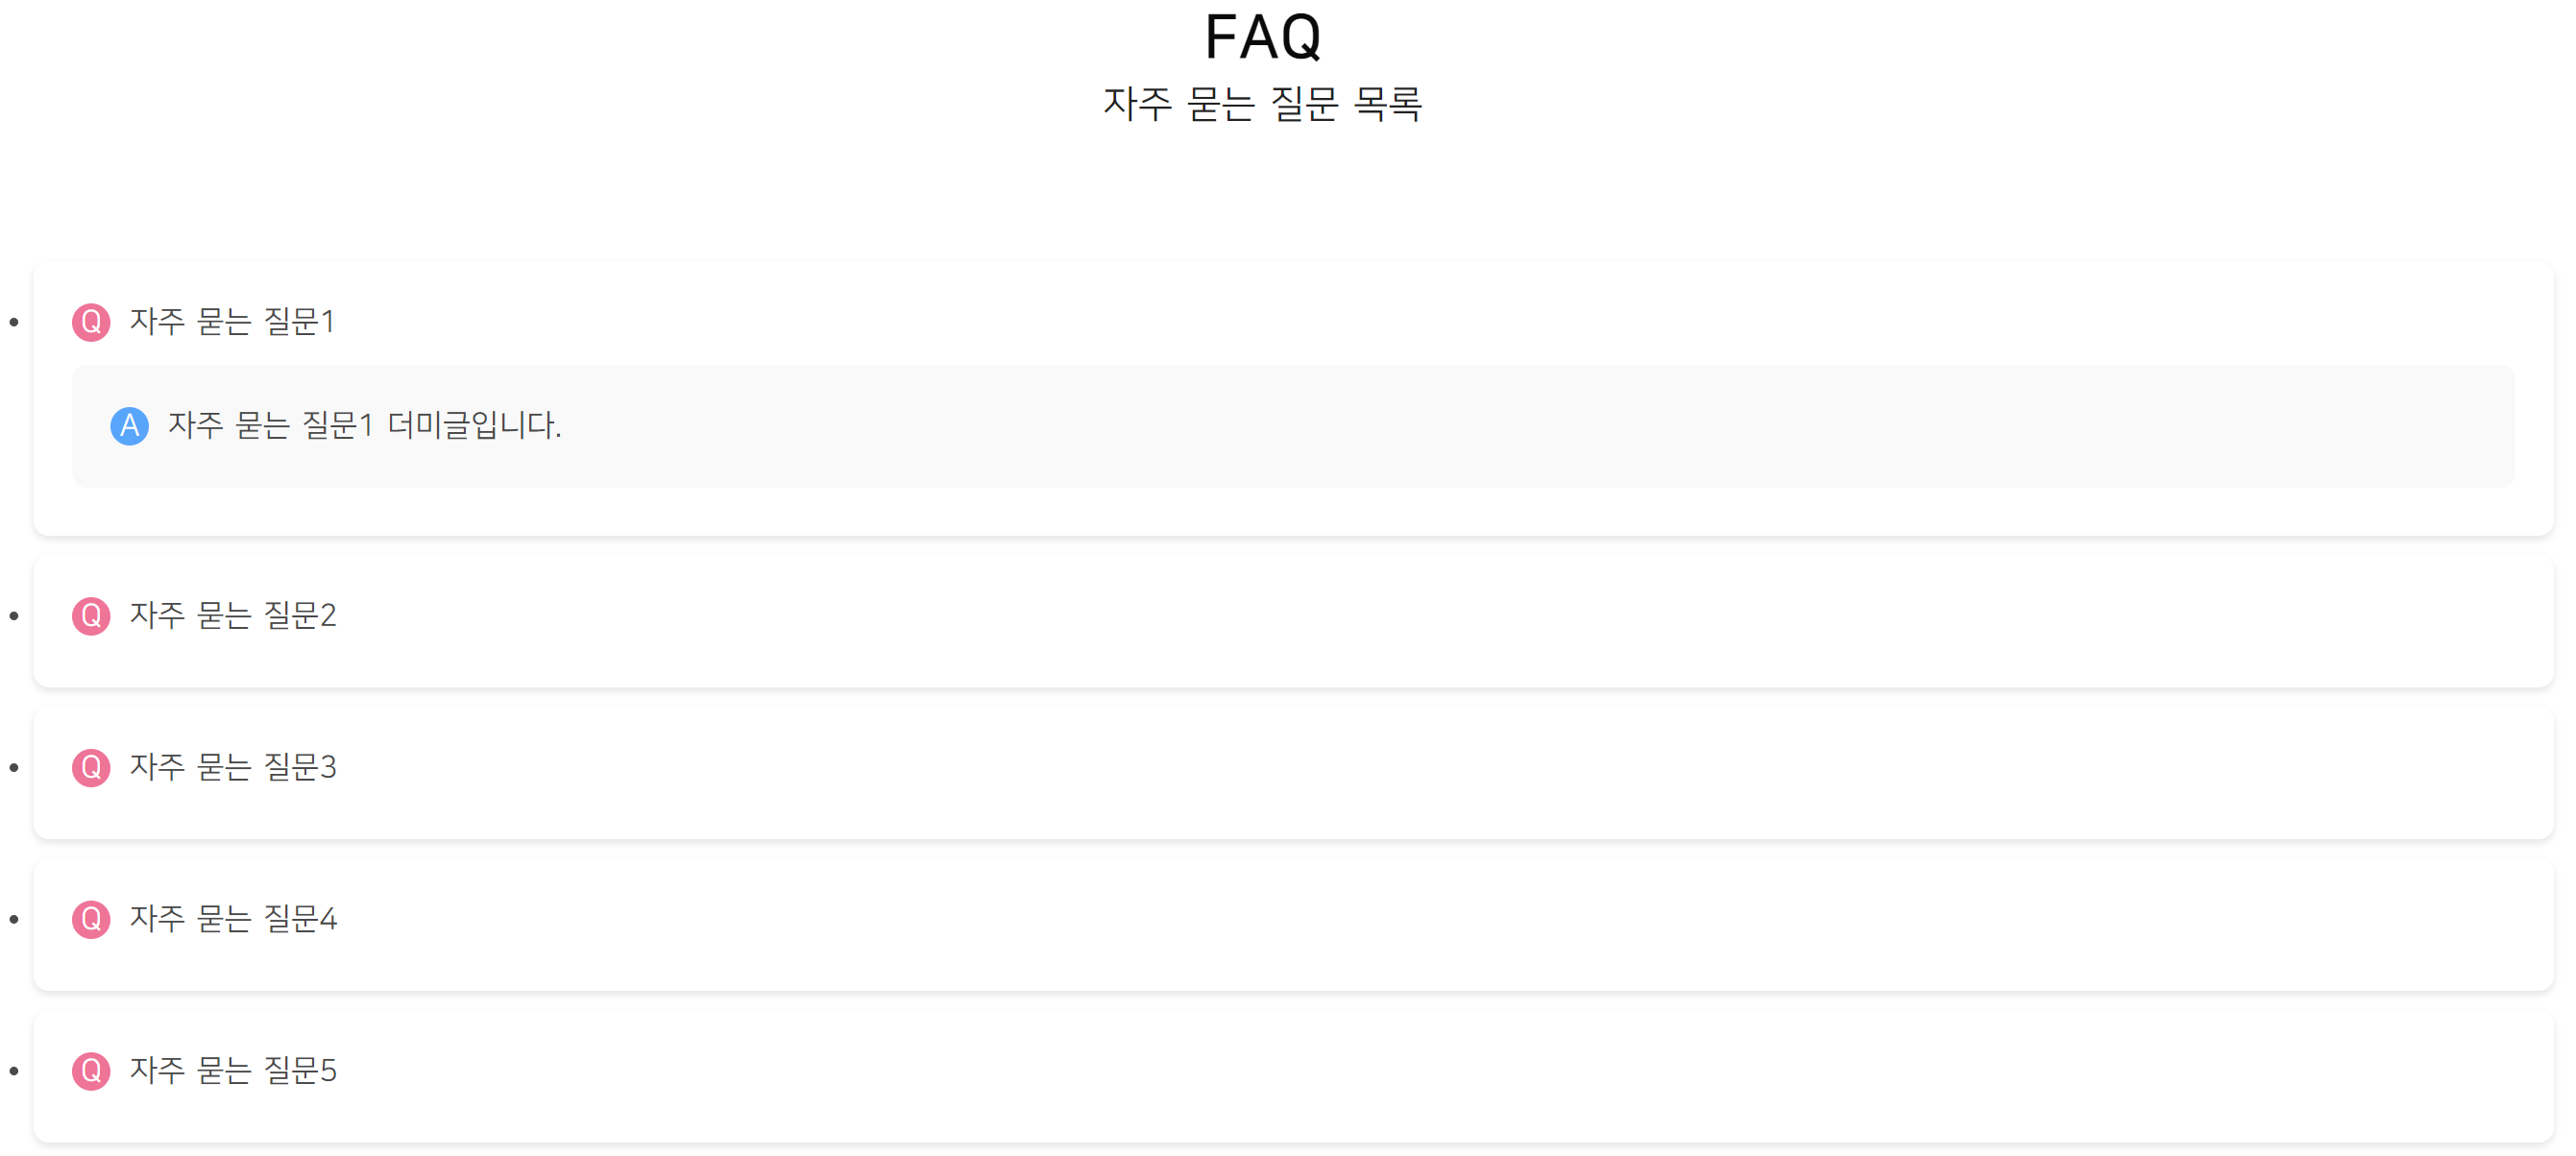 FAQ
자주 묻는 질문 목록
Q 자주 묻는 질문1
A 자주 묻는 질문1 더미글입니다.
Q 자주 묻는 질문2
Q 자주 묻는 질문3
Q 자주 묻는 질문4
Q 자주 묻는 질문5